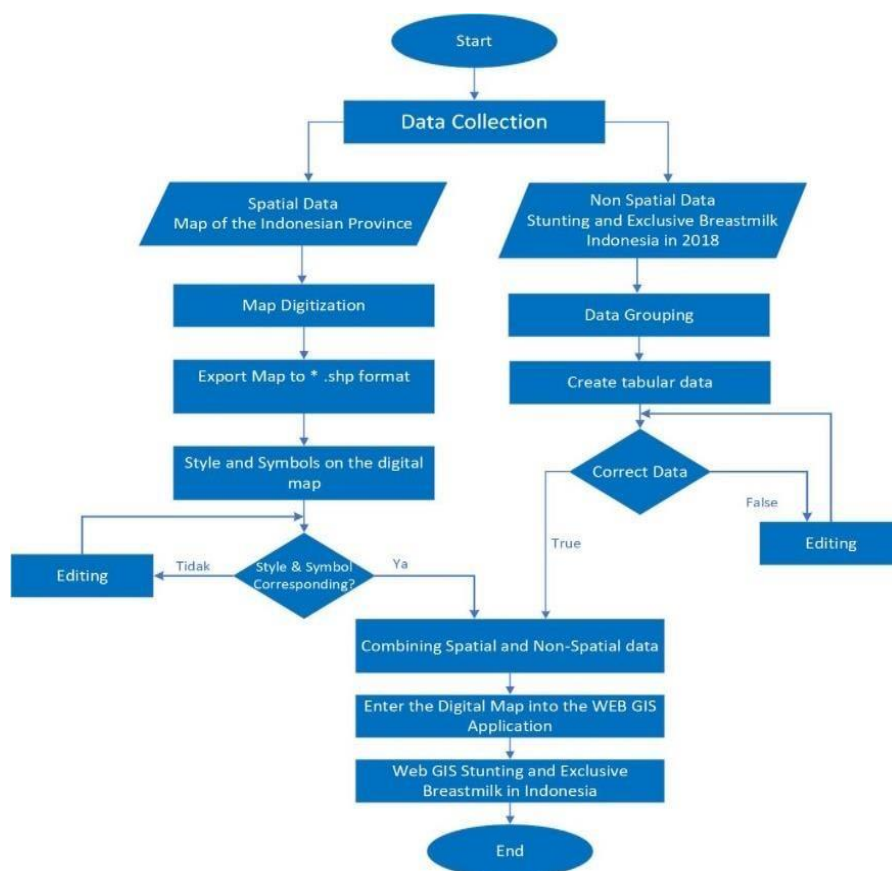 Start
Data Collection
Spatial Data
Map of the Indonesian Province
Non Spatial Data
Stunting and Exclusive Breastmilk
Indonesia in 2018
Map Digitization
Data Grouping
Export Map to * .shp format
Create tabular data
Style and Symbols on the digital
map
Correct Data
False
True
Editing
Editing
Tidak
Style & Symbol
Corresponding?
Ya
Combining Spatial and Non-Spatial data
Enter the Digital Map into the WEB GIS
Application
Web GIS Stunting and Exclusive
Breastmilk in Indonesia
End